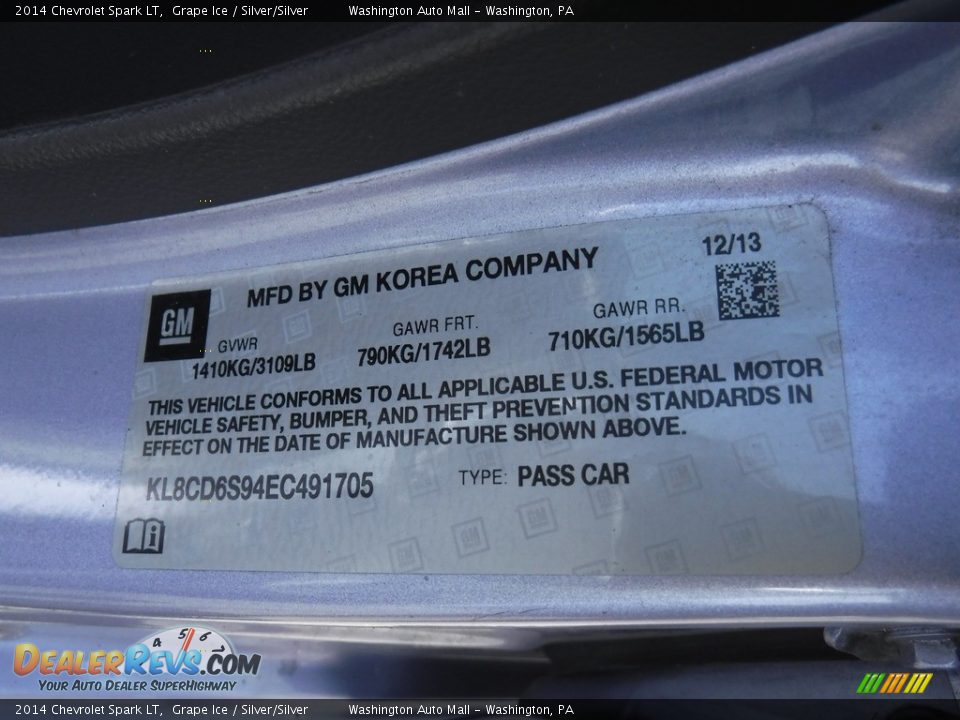 2014 Chevrolet Spark LT, Grape Ice / Silver/Silver Washington Auto Mall - Washington, PA
12/13
MFD BY GM KOREA COMPANY
GM
GVWR GAWR FRT. GAWR RR.
1410KG/3109LB 790KG/1742LB 710KG/1565LB
THIS VEHICLE CONFORMS TO ALL APPLICABLE U.S. FEDERAL MOTOR
VEHICLE SAFETY, BUMPER, AND THEFT PREVENTION STANDARDS IN
EFFECT ON THE DATE OF MANUFACTURE SHOWN ABOVE.
KL8CD6S94EC491705 TYPE: PASS CAR
i
4 5 6
DEALERREVS.COM
YOUR AUTO DEALER SUPERHIGHWAY
2014 Chevrolet Spark LT, Grape Ice / Silver/Silver Washington Auto Mall - Washington, PA